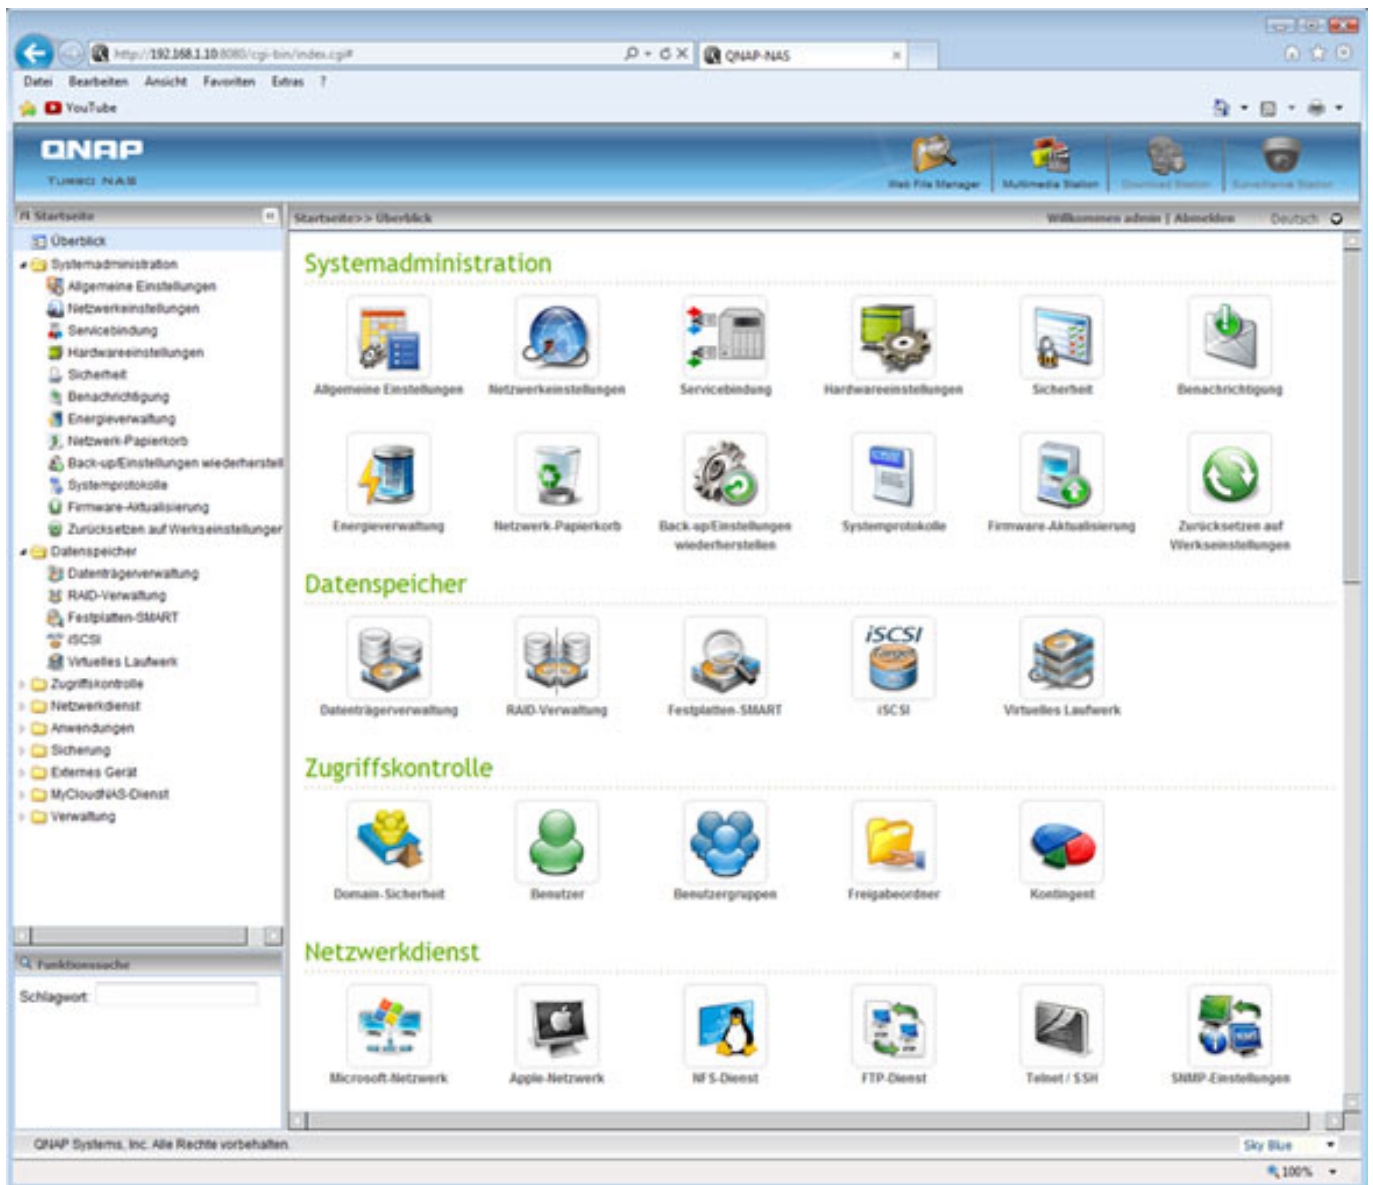 http://192.168.1.10:8080/cgi-bin/index.cgi#
QNAP-NAS
Datei Bearbeiten Ansicht Favoriten Extras ?
YouTube
QNAP
TURBO NAS
Web File Manager
Multimedia Station
Download Station
Surveillance Station
Startseite
Startseite>> Überblick
Willkommen admin | Abmelden
Deutsch
Überblick
Systemadministration
Allgemeine Einstellungen
Netzwerkeinstellungen
Servicebindung
Hardwareeinstellungen
Sicherheit
Benachrichtigung
Energieverwaltung
Netzwerk-Papierkorb
Back-up/Einstellungen wiederherstell
Systemprotokolle
Firmware-Aktualisierung
Zurücksetzen auf Werkseinstellunger
Datenspeicher
Datenträgerverwaltung
RAID-Verwaltung
Festplatten-SMART
iSCSI
Virtuelles Laufwerk
Zugriffskontrolle
Netzwerkdienst
Anwendungen
Sicherung
Externes Gerät
MyCloudNAS-Dienst
Verwaltung
Funktionssuche
Schlagwort:
Systemadministration
Allgemeine Einstellungen
Netzwerkeinstellungen
Servicebindung
Hardwareeinstellungen
Sicherheit
Benachrichtigung
Energieverwaltung
Netzwerk-Papierkorb
Back-up/Einstellungen
wiederherstellen
Systemprotokolle
Firmware-Aktualisierung
Zurücksetzen auf
Werkseinstellungen
Datenspeicher
iSCSI
Target
Datenträgerverwaltung
RAID-Verwaltung
Festplatten-SMART
iSCSI
Virtuelles Laufwerk
Zugriffskontrolle
Domain-Sicherheit
Benutzer
Benutzergruppen
Freigabeordner
Kontingent
Netzwerkdienst
Microsoft-Netzwerk
Apple-Netzwerk
NFS-Dienst
FTP-Dienst
Telnet / SSH
SNMP-Einstellungen
QNAP Systems, Inc. Alle Rechte vorbehalten.
Sky Blue
100%